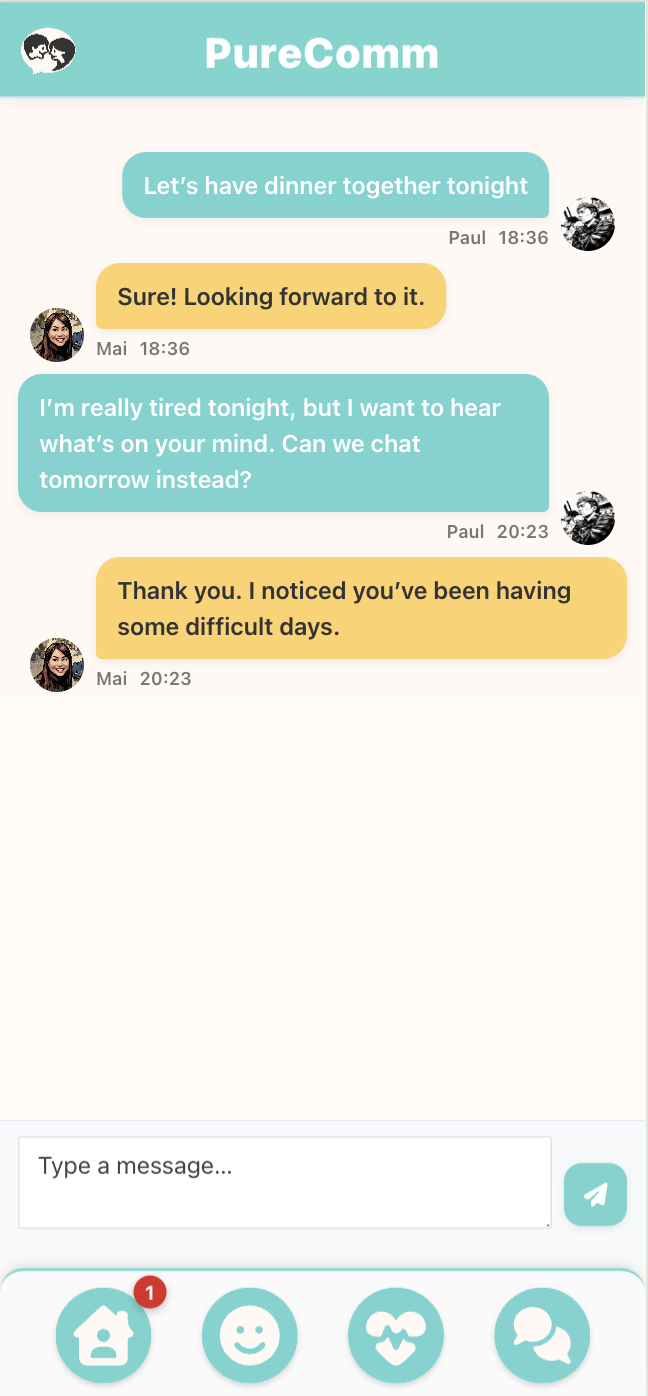 PureComm
Let’s have dinner together tonight
Paul 18:36
Sure! Looking forward to it.
Mai 18:36
I’m really tired tonight, but I want to hear
what’s on your mind. Can we chat
tomorrow instead?
Paul 20:23
Thank you. I noticed you’ve been having
some difficult days.
Mai 20:23
Type a message...
1